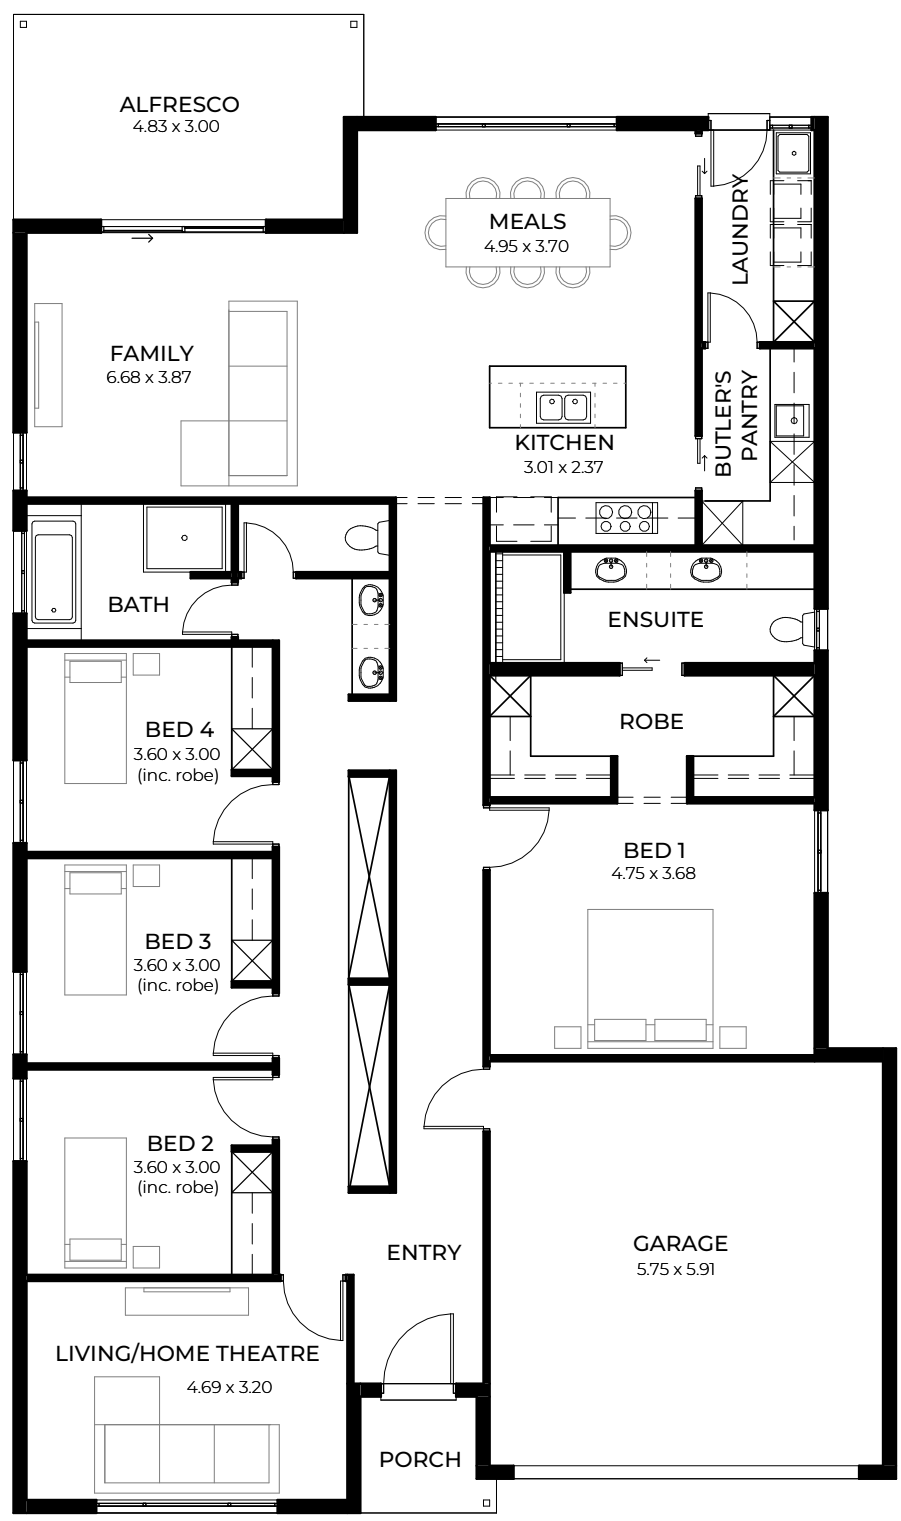 ALFRESCO
4.83 x 3.00
MEALS
4.95 x 3.70
LAUNDRY
FAMILY
6.68 x 3.87
BUTLER'S
PANTRY
KITCHEN
3.01 x 2.37
BATH
ENSUITE
ROBE
BED 4
3.60 x 3.00
(inc. robe)
BED 1
4.75 x 3.68
BED 3
3.60 x 3.00
(inc. robe)
BED 2
3.60 x 3.00
(inc. robe)
ENTRY
GARAGE
5.75 x 5.91
LIVING/HOME THEATRE
4.69 x 3.20
PORCH